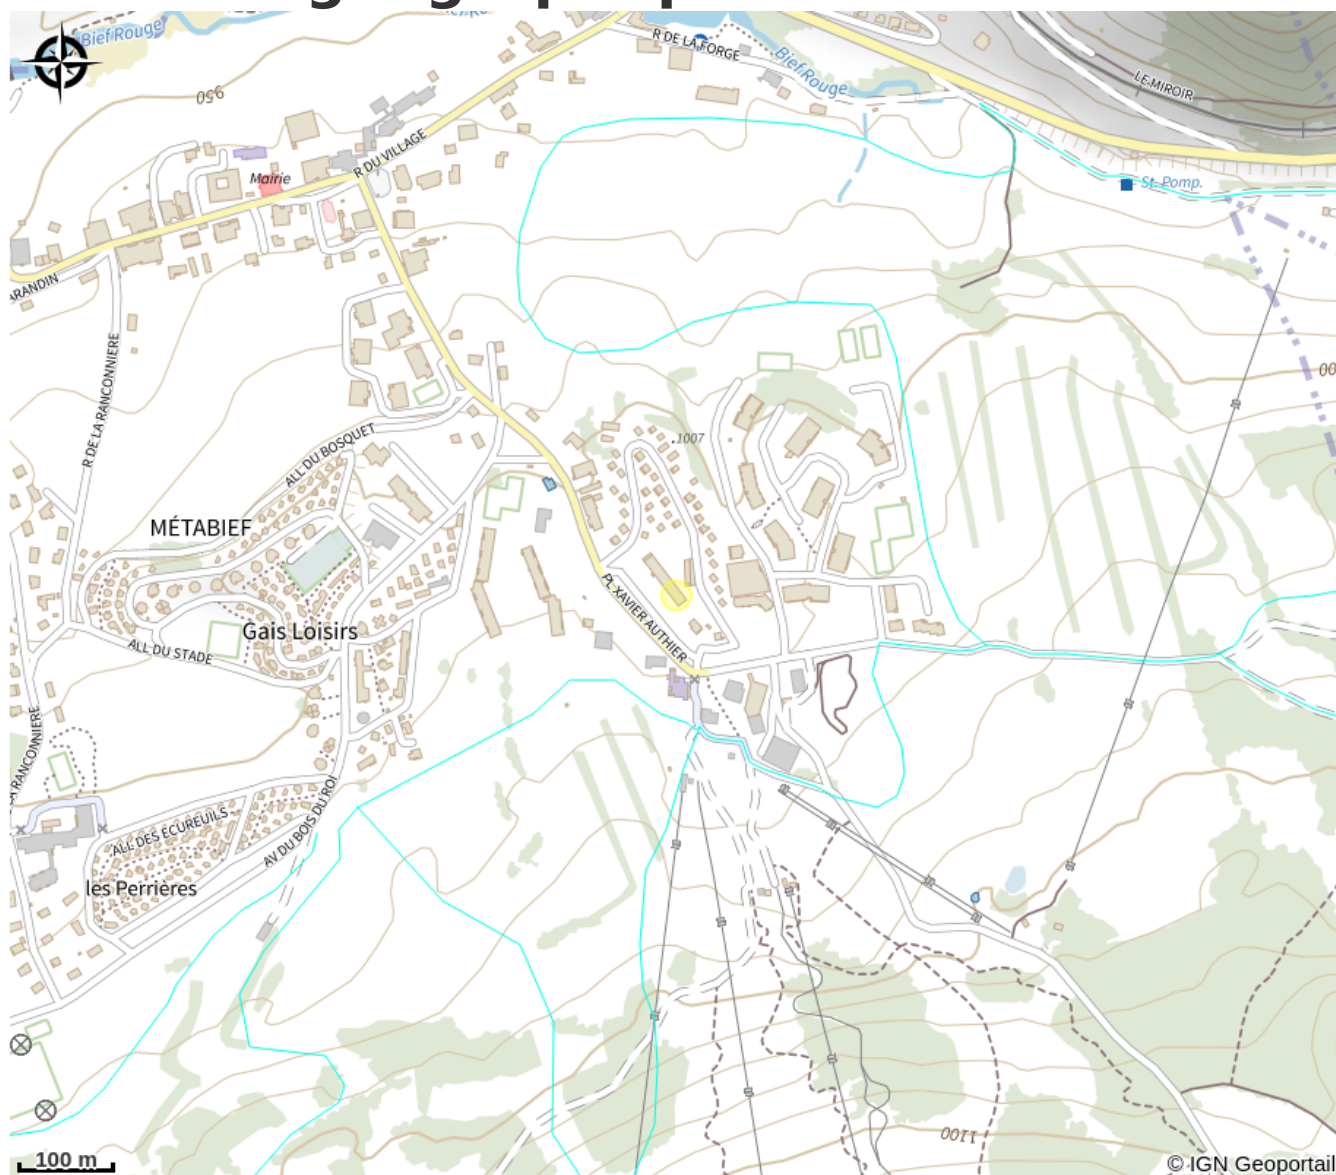 Bief Rouge
R DE LA FORGE
Bief Rouge
LE MIROIR
950
R DU VILLAGE
Mairie
St. Pomp.
ARANDIN
R DE LA RANCONNIERE
00
.1007
ALL DU BOSQUET
MÉTABIEF
PL XAVIER AUTHIER
Gais Loisirs
ALL DU STADE
LA RANCONNIERE
ALL DES ECUREUILS
AV DU BOIS DU ROI
les Perrières
1100
100 m
© IGN Geoportail